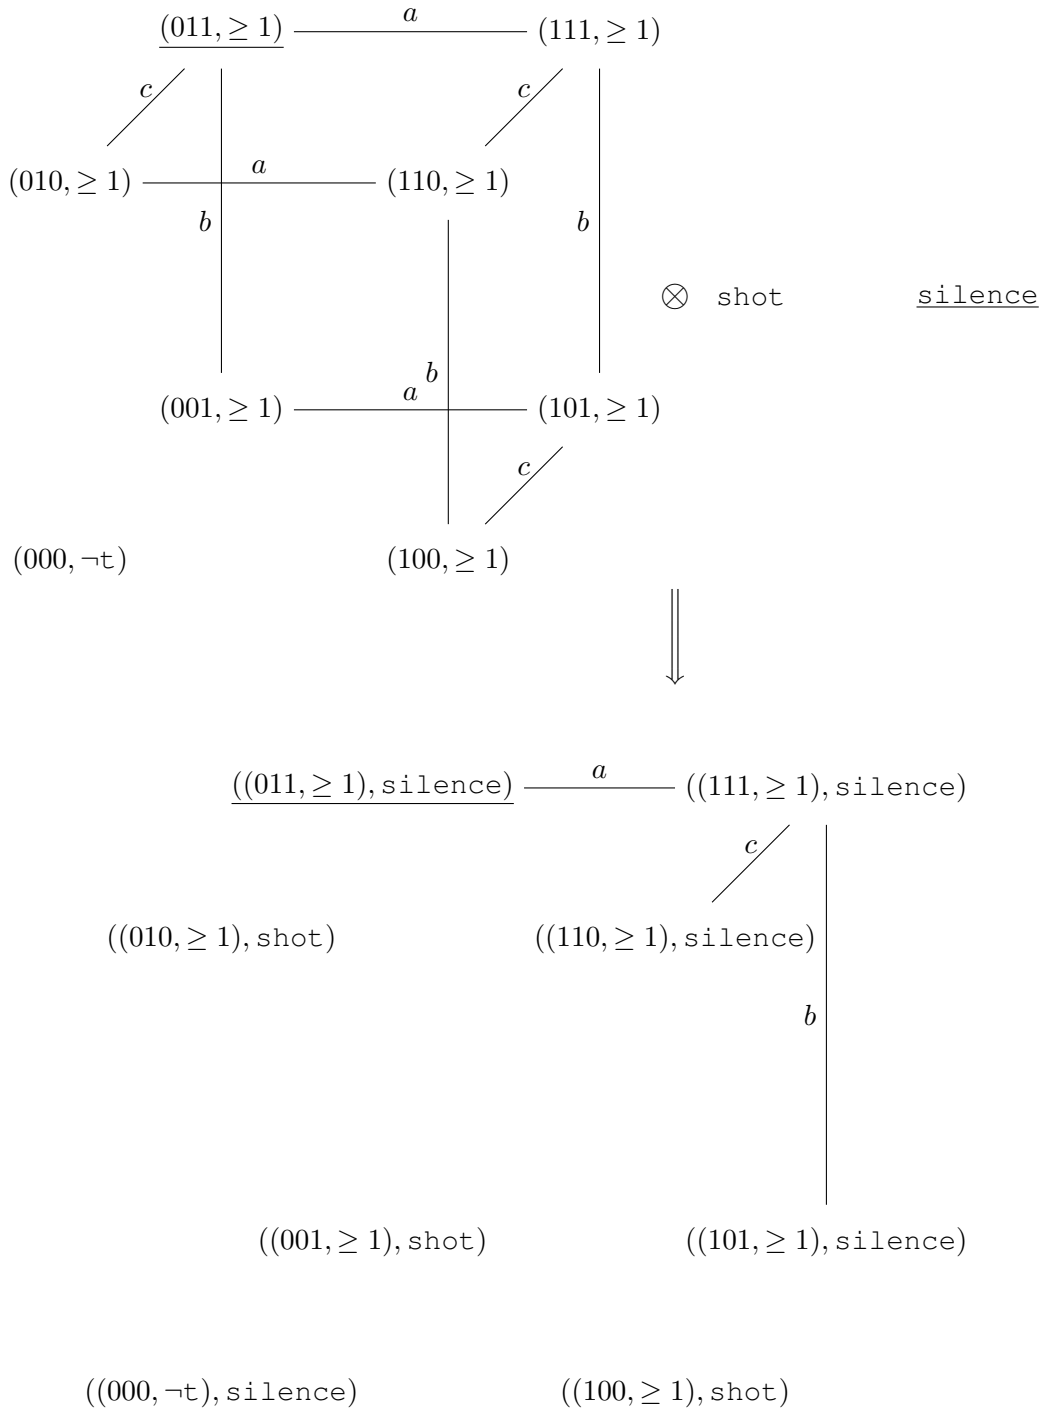 (011, ≥ 1) a (111, ≥ 1)
c c
(010, ≥ 1) a (110, ≥ 1)
b b
⊗ shot silence
b
(001, ≥ 1) a (101, ≥ 1)
c
(000, ¬t) (100, ≥ 1)
⇓
((011, ≥ 1), silence) a ((111, ≥ 1), silence)
c
((010, ≥ 1), shot) ((110, ≥ 1), silence)
b
((001, ≥ 1), shot) ((101, ≥ 1), silence)
((000, ¬t), silence) ((100, ≥ 1), shot)